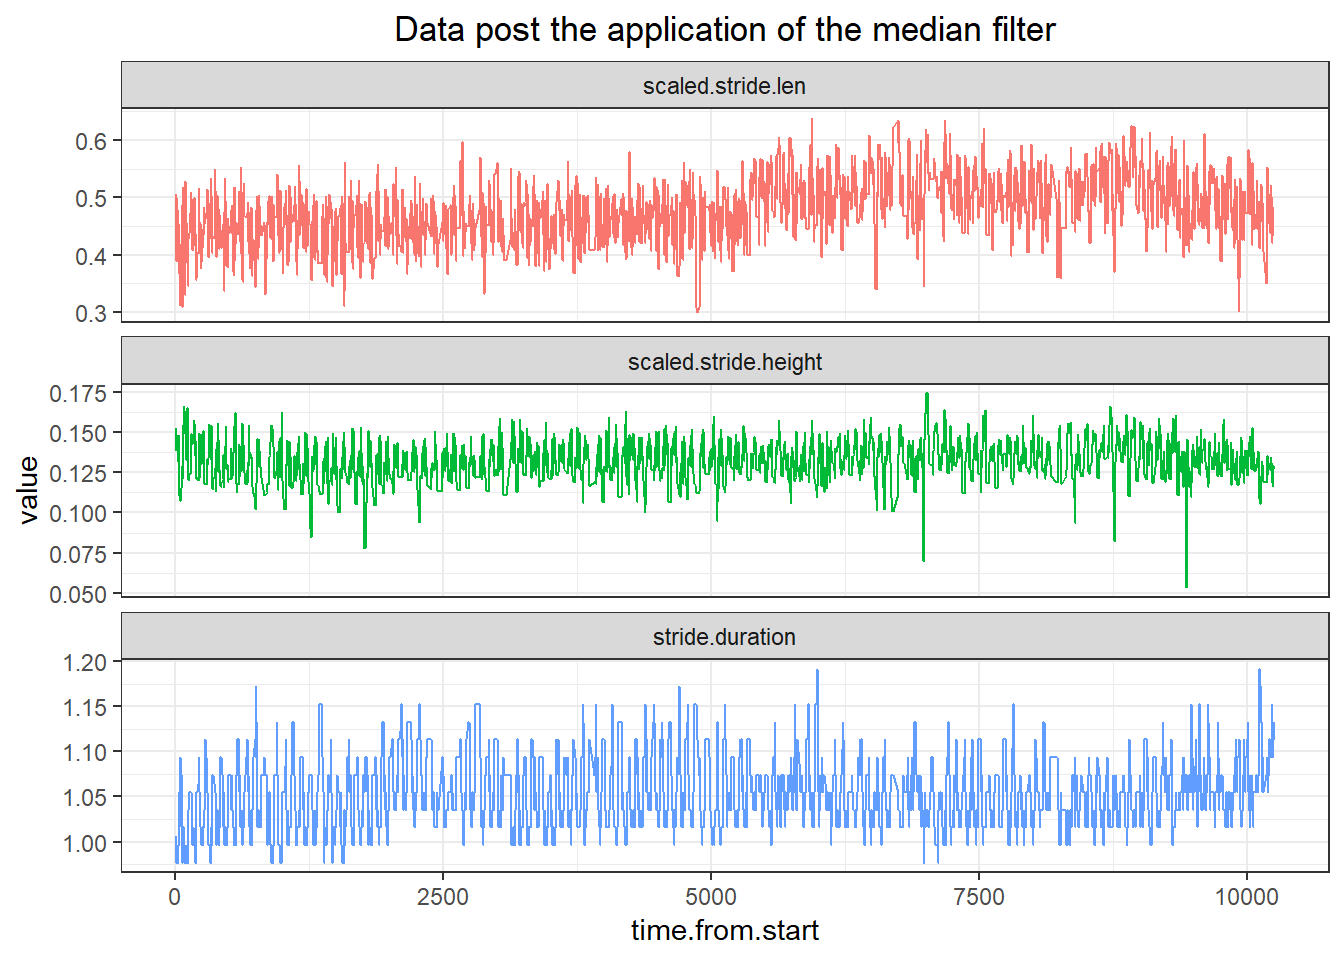 Data post the application of the median filter
scaled.stride.len
0.6
0.5
0.4
0.3
scaled.stride.height
0.175
0.150
0.125
0.100
0.075
0.050
value
stride.duration
1.20
1.15
1.10
1.05
1.00
0 2500 5000 7500 10000
time.from.start